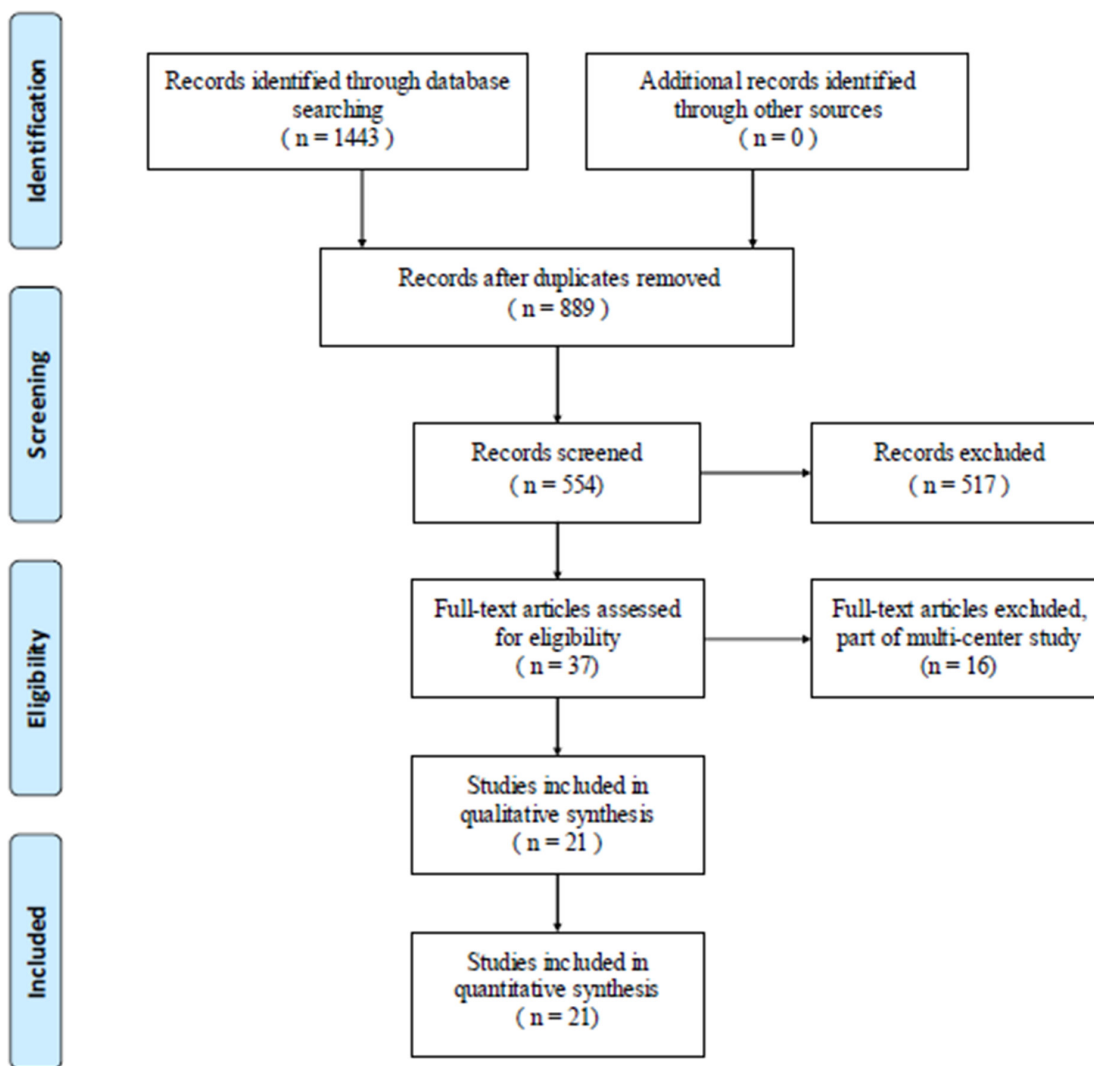 Identification
Records identified through database
searching
( n = 1443 )
Additional records identified
through other sources
( n = 0 )
Records after duplicates removed
( n = 889 )
Screening
Records screened
( n = 554)
Records excluded
( n = 517 )
Eligibility
Full-text articles assessed
for eligibility
( n = 37)
Full-text articles excluded,
part of multi-center study
(n = 16)
Studies included in
qualitative synthesis
( n = 21 )
Included
Studies included in
quantitative synthesis
( n = 21)